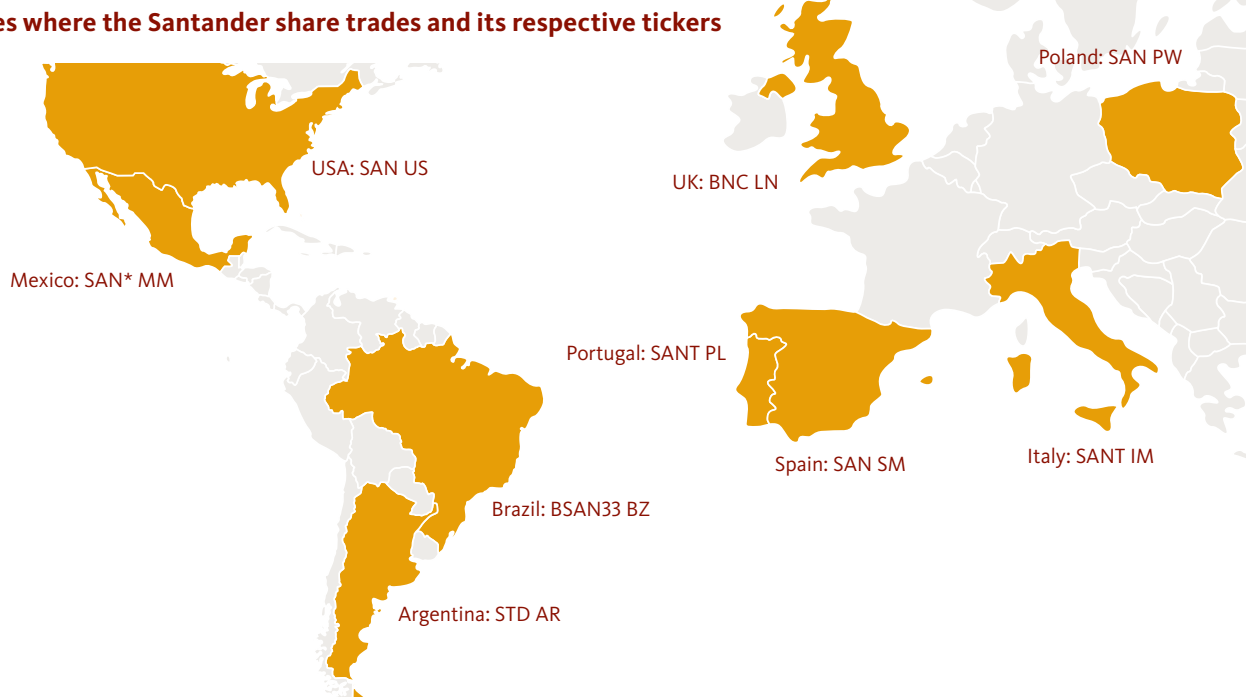 where the Santander share trades and its respective tickers
Poland: SAN PW
USA: SAN US
UK: BNC LN
Mexico: SAN* MM
Portugal: SANT PL
Spain: SAN SM
Italy: SANT IM
Brazil: BSAN33 BZ
Argentina: STD AR